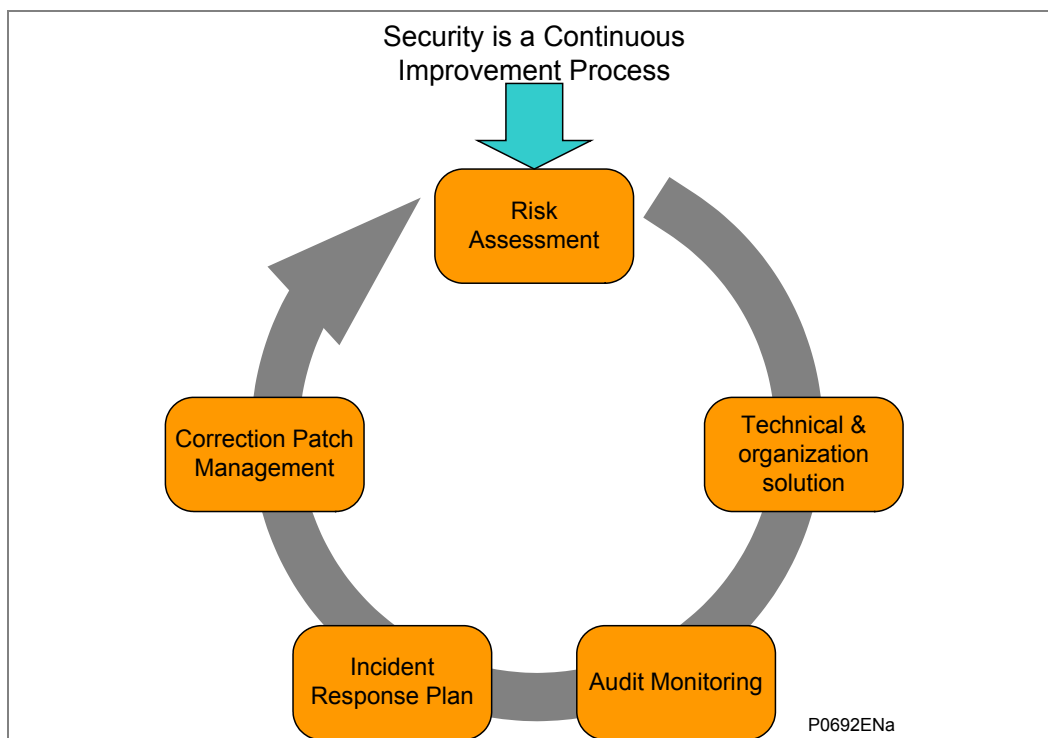 Security is a Continuous
Improvement Process
Risk
Assessment
Technical &
organization
solution
Correction Patch
Management
Incident
Response Plan
Audit Monitoring
P0692ENa